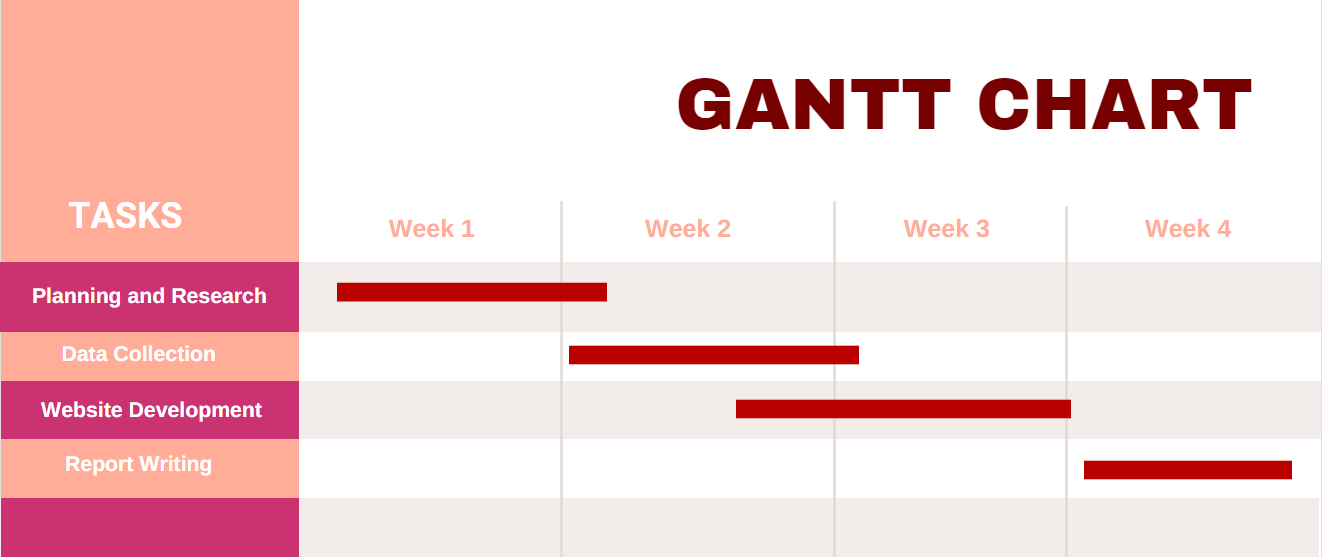 GANTT CHART
TASKS
Week 1 Week 2 Week 3 Week 4
Planning and Research
Data Collection
Website Development
Report Writing